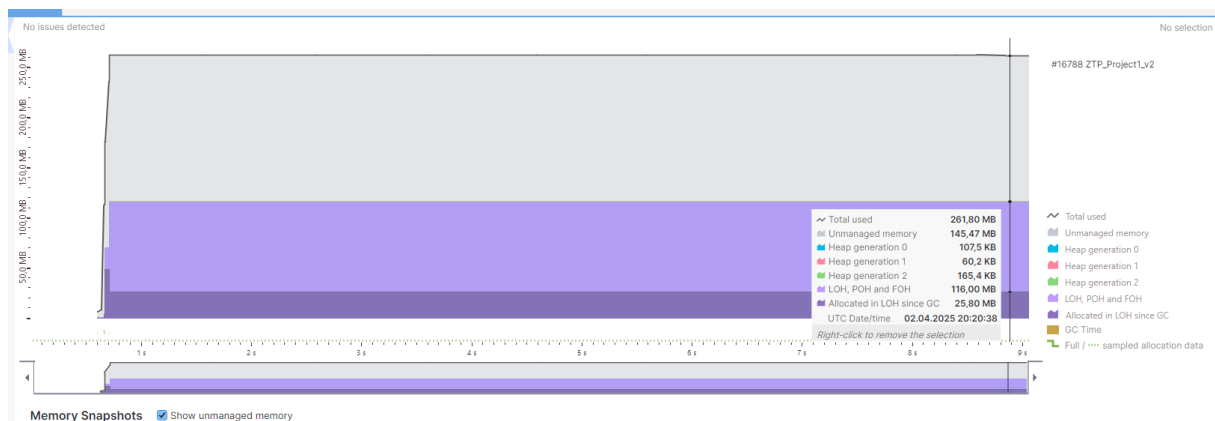 No issues detected
No selection
250,0 MB
200,0 MB
150,0 MB
100,0 MB
50,0 MB
#16788 ZTP_Project1_v2
Total used 261,80 MB
Unmanaged memory 145,47 MB
Heap generation 0 107,5 KB
Heap generation 1 60,2 KB
Heap generation 2 165,4 KB
LOH, POH and FOH 116,00 MB
Allocated in LOH since GC 25,80 MB
UTC Date/time 02.04.2025 20:20:38
Right-click to remove the selection
Total used
Unmanaged memory
Heap generation 0
Heap generation 1
Heap generation 2
LOH, POH and FOH
Allocated in LOH since GC
GC Time
Full / sampled allocation data
1 s 2 s 3 s 4 s 5 s 6 s 7 s 8 s 9 s
Memory Snapshots Show unmanaged memory